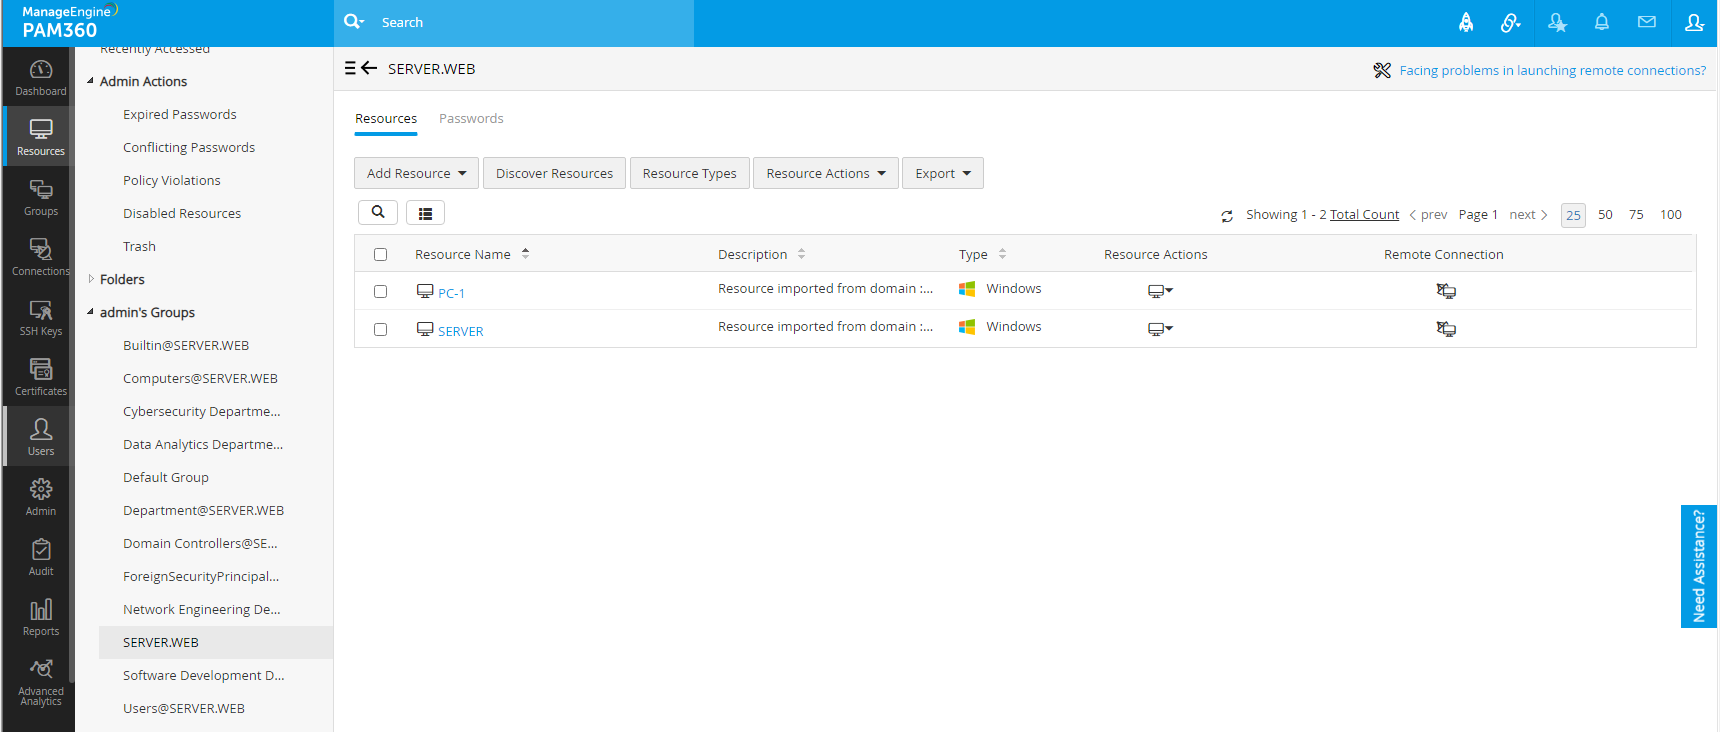 ManageEngine
PAM360
Search
Dashboard
Resources
Groups
Connections
SSH Keys
Certificates
Users
Admin
Audit
Reports
Advanced
Analytics
Recently Accessed
Admin Actions
Expired Passwords
Conflicting Passwords
Policy Violations
Disabled Resources
Trash
Folders
admin's Groups
Builtin@SERVER.WEB
Computers@SERVER.WEB
Cybersecurity Departme...
Data Analytics Departme...
Default Group
Department@SERVER.WEB
Domain Controllers@SE...
ForeignSecurityPrincipal...
Network Engineering De...
SERVER.WEB
Software Development D...
Users@SERVER.WEB
SERVER.WEB
Facing problems in launching remote connections?
Resources Passwords
Add Resource Discover Resources Resource Types Resource Actions Export
Showing 1 - 2 Total Count prev Page 1 next 25 50 75 100
Resource Name Description Type Resource Actions Remote Connection
PC-1 Resource imported from domain :... Windows
SERVER Resource imported from domain :... Windows
Need Assistance?